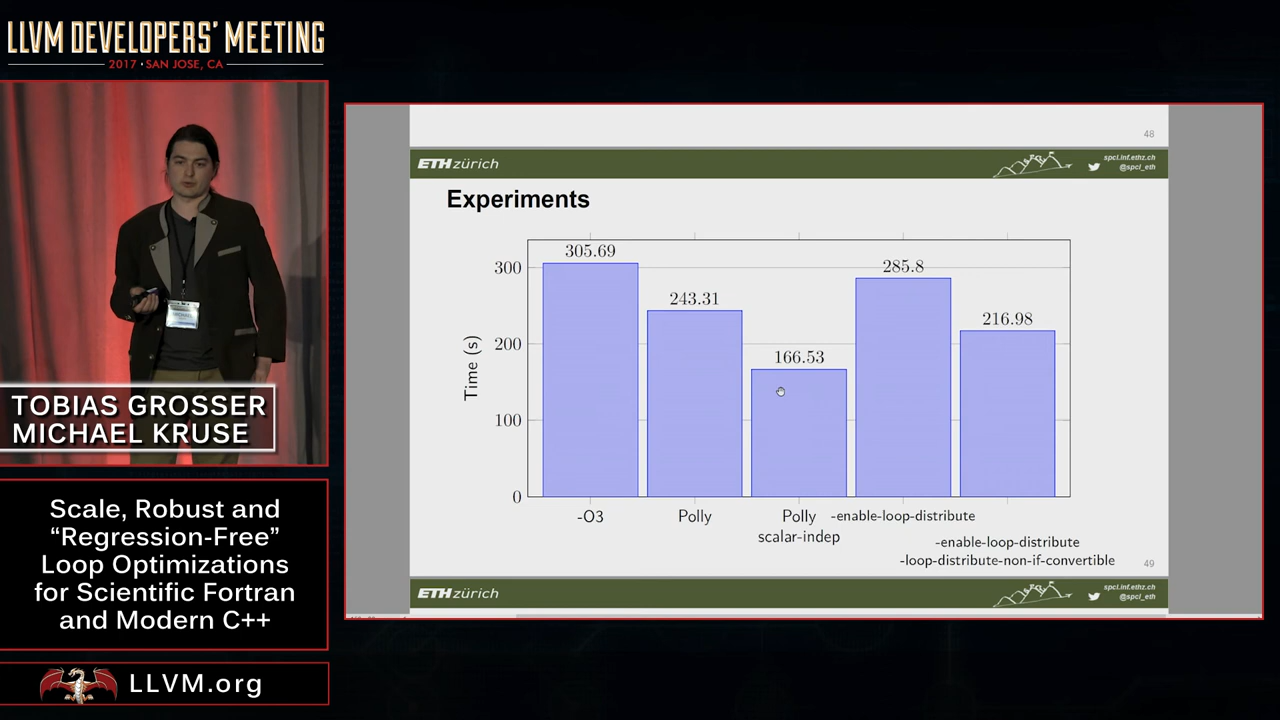 LLVM DEVELOPERS' MEETING
2017 · SAN JOSE, CA
TOBIAS GROSSER
MICHAEL KRUSE
Scale, Robust and
“Regression-Free”
Loop Optimizations
for Scientific Fortran
and Modern C++
LLVM.org
48
ETH zürich
spcl.inf.ethz.ch
@spcl_eth
Experiments
305.69
243.31
166.53
285.8
216.98
Time (s)
300
200
100
0
-O3
Polly
Polly
scalar-indep
-enable-loop-distribute
-enable-loop-distribute
-loop-distribute-non-if-convertible
49
ETH zürich
spcl.inf.ethz.ch
@spcl_eth